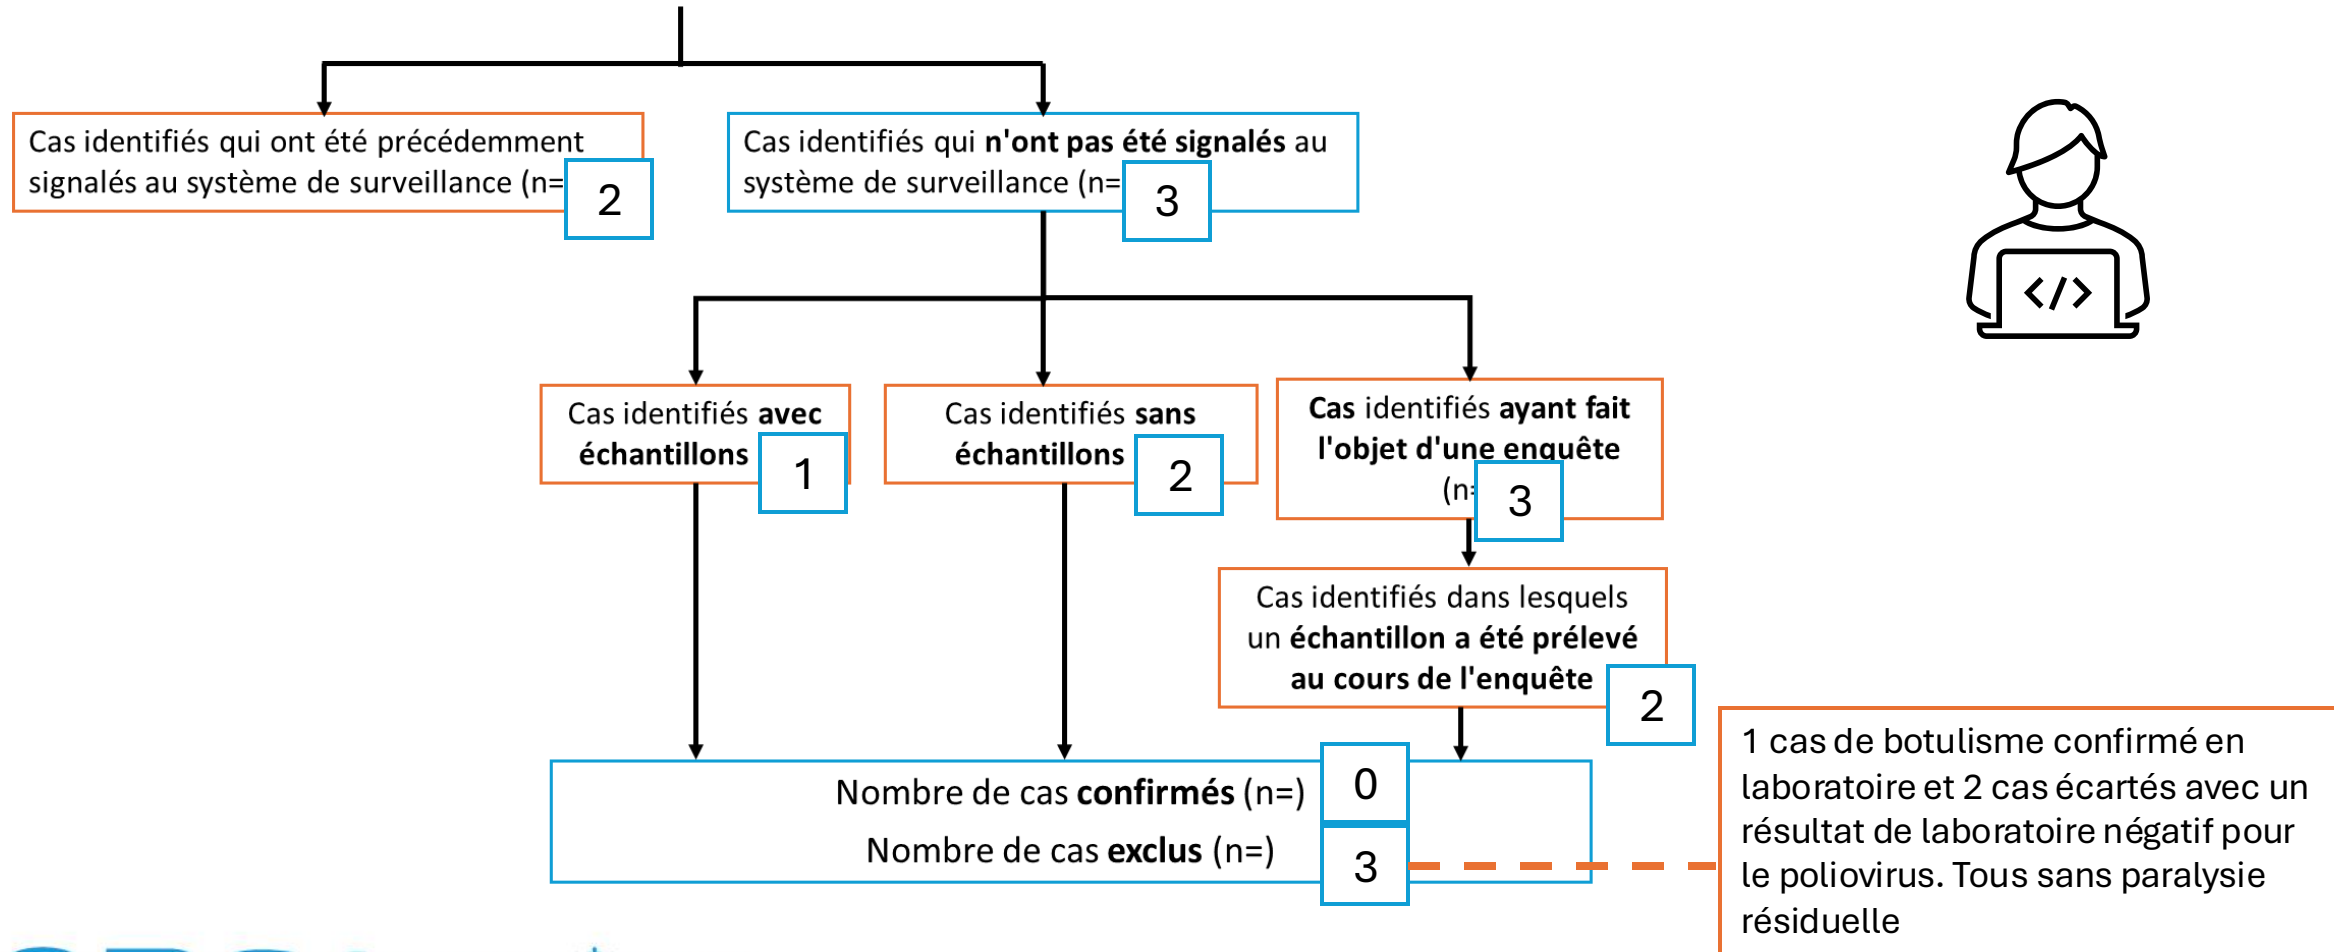 Cas identifiés qui ont été précédemment
signalés au système de surveillance (n=
2
Cas identifiés qui n'ont pas été signalés au
système de surveillance (n=
3
</>
Cas identifiés avec
échantillons
1
Cas identifiés sans
échantillons
2
Cas identifiés ayant fait
l'objet d'une enquête
(n=
3
Cas identifiés dans lesquels
un échantillon a été prélevé
au cours de l'enquête
2
Nombre de cas confirmés (n=)
0
Nombre de cas exclus (n=)
3
1 cas de botulisme confirmé en
laboratoire et 2 cas écartés avec un
résultat de laboratoire négatif pour
le poliovirus. Tous sans paralysie
résiduelle